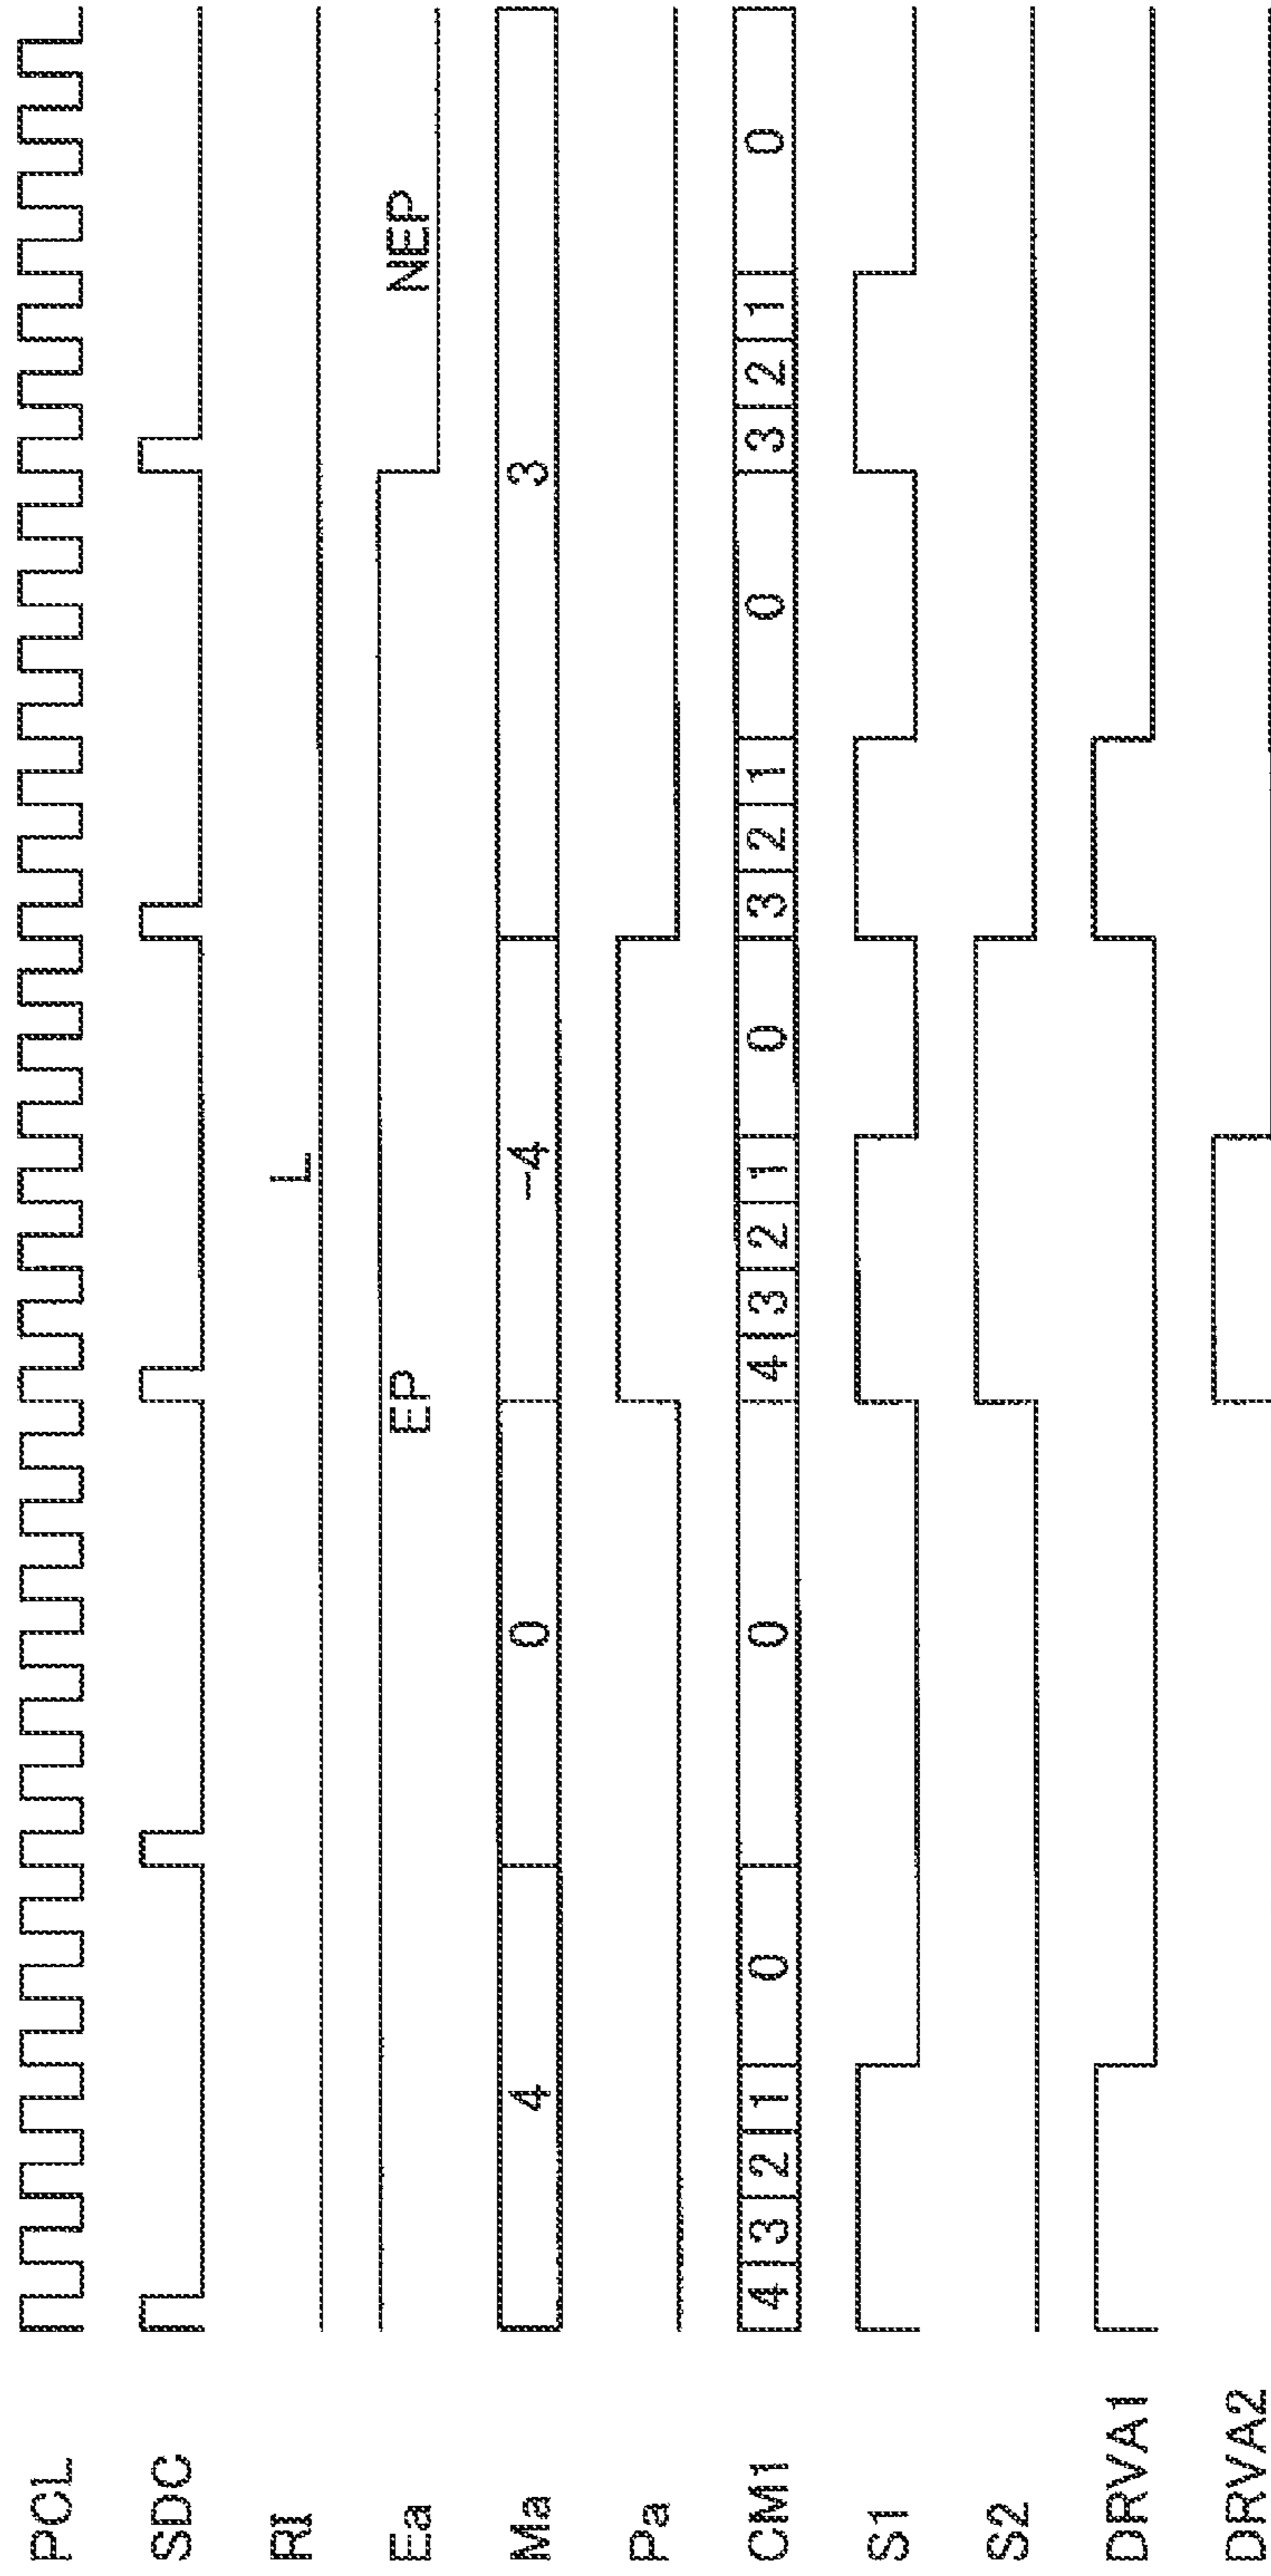 PCL
SDC
RI L
Ea EP NEP
Ma 4 0 -4 3
Pa
CM1 4 3 2 1 0 0 4 3 2 1 0 3 2 1 0 3 2 1 0
S1
S2
DRVA1
DRVA2